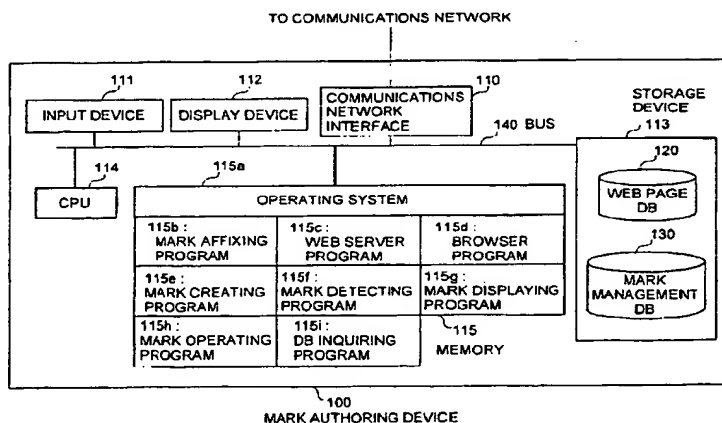 TO COMMUNICATIONS NETWORK
111
112
110
INPUT DEVICE
DISPLAY DEVICE
COMMUNICATIONS
NETWORK
INTERFACE
STORAGE
DEVICE
113
140 BUS
114
CPU
115a
OPERATING SYSTEM
115b :
MARK AFFIXING
PROGRAM
115c :
WEB SERVER
PROGRAM
115d :
BROWSER
PROGRAM
115e :
MARK CREATING
PROGRAM
115f :
MARK DETECTING
PROGRAM
115g :
MARK DISPLAYING
PROGRAM
115h :
MARK OPERATING
PROGRAM
115i :
DB INQUIRING
PROGRAM
115
MEMORY
120
WEB PAGE
DB
130
MARK
MANAGEMENT
DB
100
MARK AUTHORING DEVICE